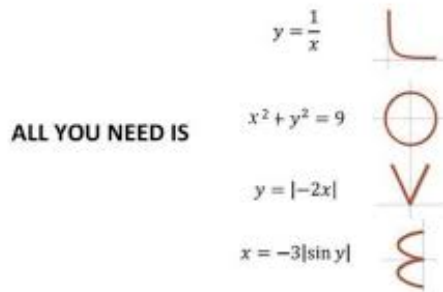 y = 1/x
x² + y² = 9
ALL YOU NEED IS
y = |−2x|
x = −3|sin y|